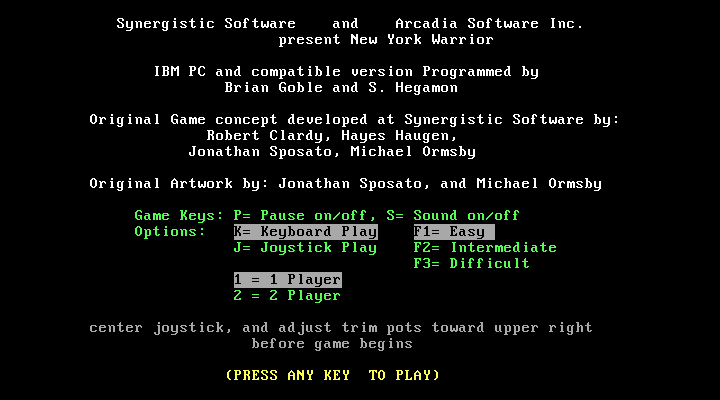 Synergistic Software    and    Arcadia Software Inc.
present New York Warrior
IBM PC and compatible version Programmed by
Brian Goble and S. Hegamon
Original Game concept developed at Synergistic Software by:
Robert Clardy, Hayes Haugen,
Jonathan Sposato, Michael Ormsby
Original Artwork by: Jonathan Sposato, and Michael Ormsby
Game Keys: P= Pause on/off, S= Sound on/off
Options:   K= Keyboard Play    F1= Easy
J= Joystick Play    F2= Intermediate
F3= Difficult
1 = 1 Player
2 = 2 Player
center joystick, and adjust trim pots toward upper right
before game begins
(PRESS ANY KEY  TO PLAY)